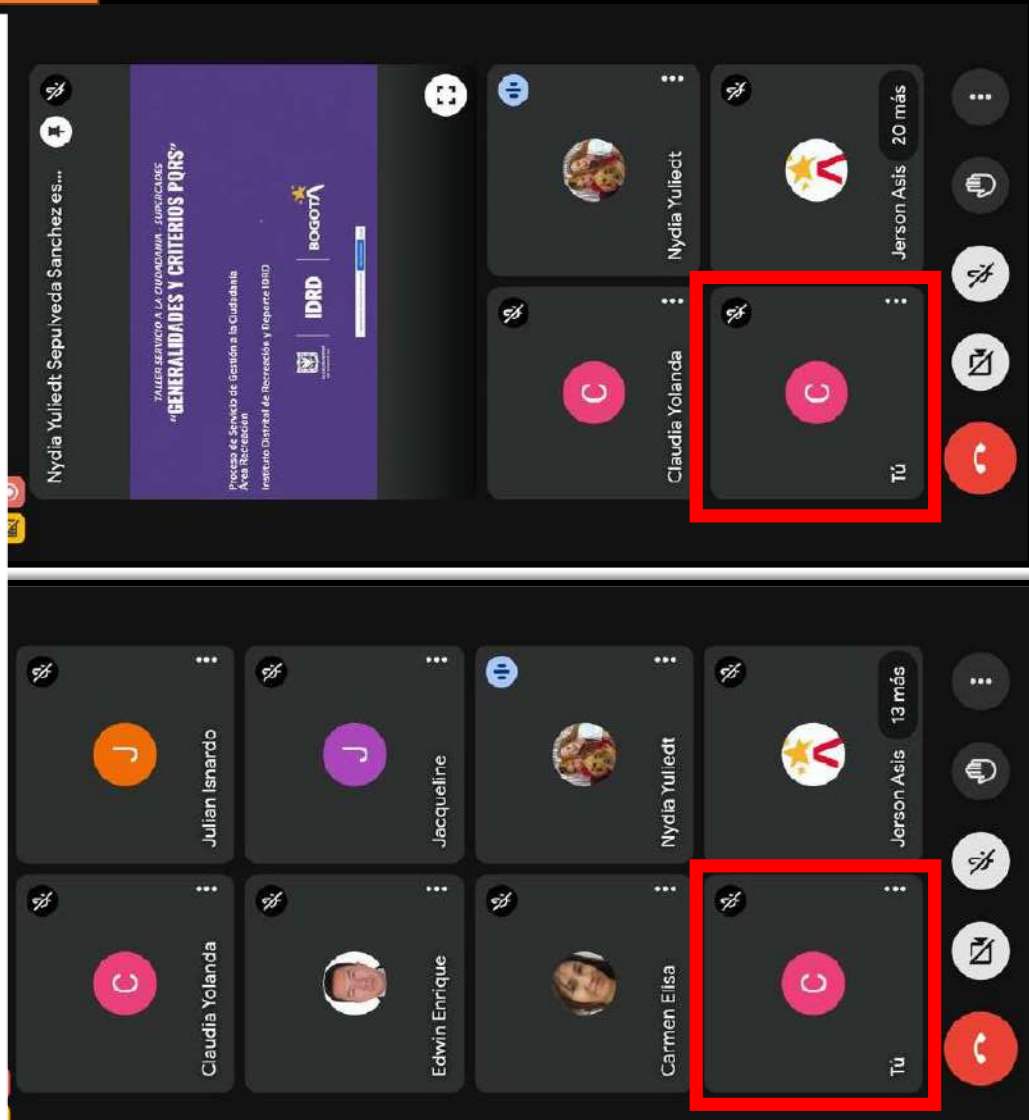 Nydia Yuliedt Sepulveda Sanchez es...
TALLER SERVICIO A LA CIUDADANIA - SUPERCADES
"GENERALIDADES Y CRITERIOS PQRS"
Proceso de Servicio de Gestión a la Ciudadanía
Área Recreación
Instituto Distrital de Recreación y Deporte IDRD
IDRD
BOGOTÁ
C
Claudia Yolanda
Nydia Yuliedt
C
Tú
Jerson Asis
20 más
C
Claudia Yolanda
J
Julian Isnardo
Edwin Enrique
J
Jacqueline
Carmen Elisa
Nydia Yuliedt
C
Tú
Jerson Asis
13 más